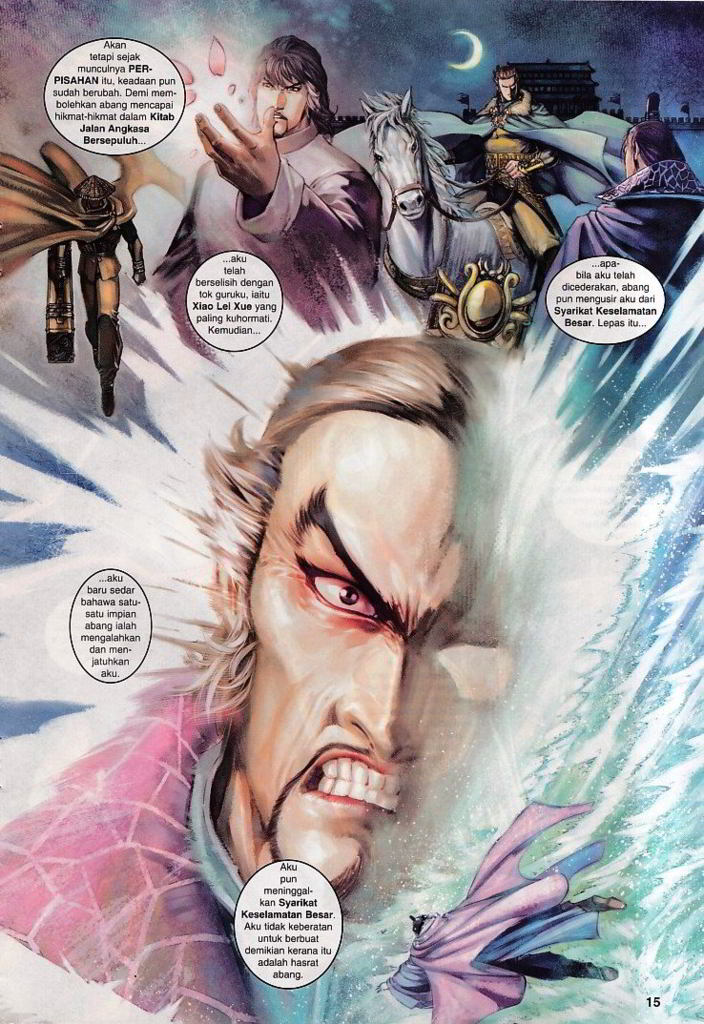 Akan
tetapi sejak
munculnya PER-
PISAHAN itu, keadaan pun
sudah berubah. Demi mem-
bolehkan abang mencapai
hikmat-hikmat dalam Kitab
Jalan Angkasa
Bersepuluh...
...aku
telah
berselisih dengan
tok guruku, iaitu
Xiao Lei Xue yang
paling kuhormati.
Kemudian...
...apa-
bila aku telah
dicederakan, abang
pun mengusir aku dari
Syarikat Keselamatan
Besar. Lepas itu...
...aku
baru sedar
bahawa satu-
satu impian
abang ialah
mengalahkan
dan men-
jatuhkan
aku.
Aku
pun
meninggal-
kan Syarikat
Keselamatan Besar.
Aku tidak keberatan
untuk berbuat
demikian kerana itu
adalah hasrat
abang.
15